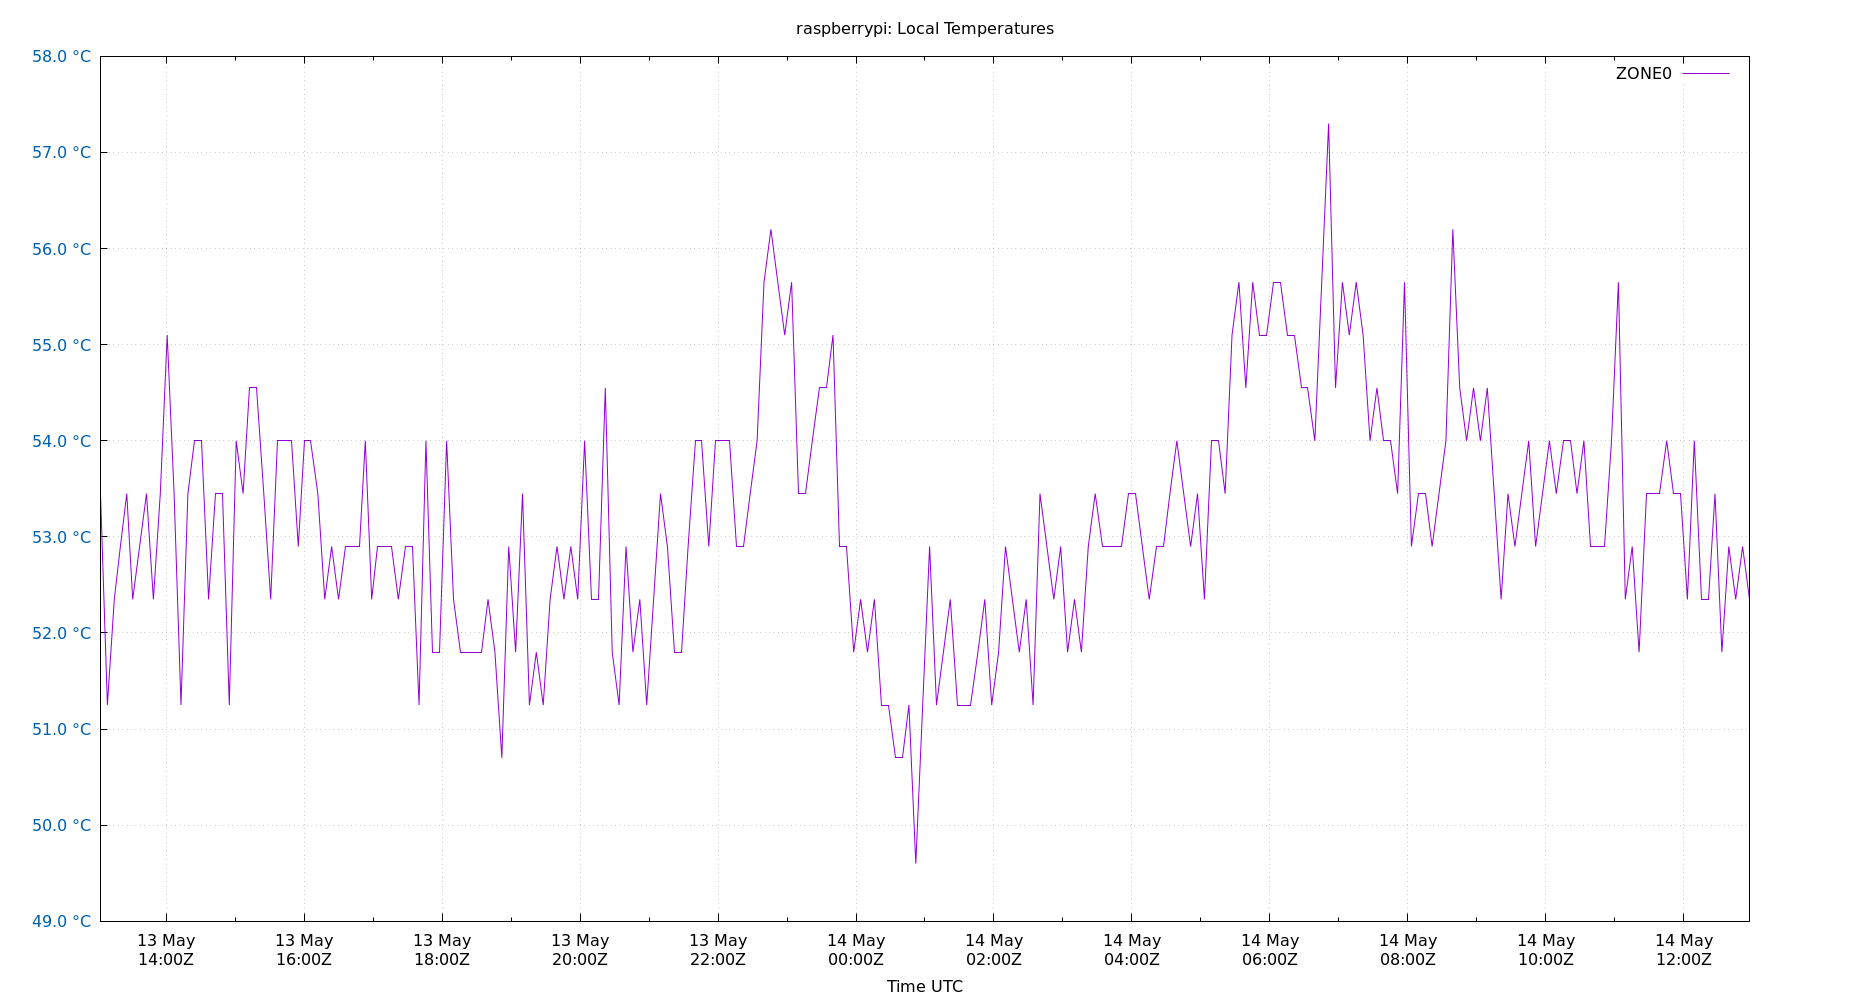 raspberrypi: Local Temperatures
58.0 °C
ZONE0
57.0 °C
56.0 °C
55.0 °C
54.0 °C
53.0 °C
52.0 °C
51.0 °C
50.0 °C
49.0 °C
13 May 13 May 13 May 13 May 13 May 14 May 14 May 14 May 14 May 14 May 14 May 14 May
14:00Z 16:00Z 18:00Z 20:00Z 22:00Z 00:00Z 02:00Z 04:00Z 06:00Z 08:00Z 10:00Z 12:00Z
Time UTC